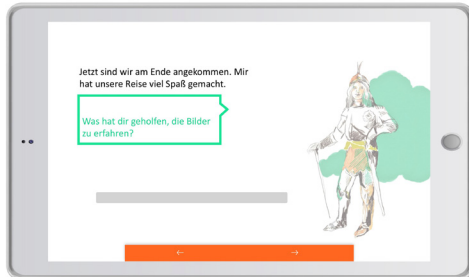 Jetzt sind wir am Ende angekommen. Mir
hat unsere Reise viel Spaß gemacht.
Was hat dir geholfen, die Bilder
zu erfahren?
← →